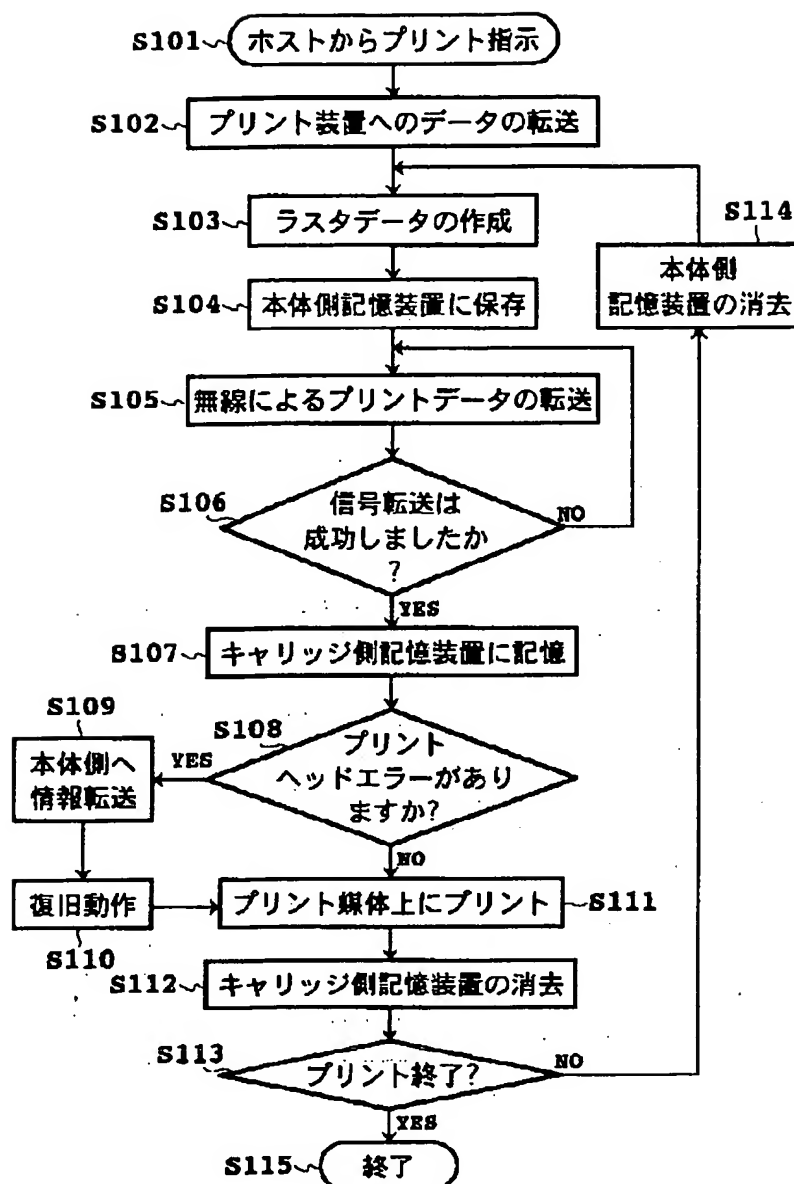 S101
ホストからプリント指示
S102
プリント装置へのデータの転送
S103
ラスタデータの作成
S114
本体側
記憶装置の消去
S104
本体側記憶装置に保存
S105
無線によるプリントデータの転送
S106
信号転送は
成功しましたか
?
NO
YES
S107
キャリッジ側記憶装置に記憶
S109
本体側へ
情報転送
YES
S108
プリント
ヘッドエラーがあり
ますか?
NO
復旧動作
S110
プリント媒体上にプリント
S111
S112
キャリッジ側記憶装置の消去
S113
プリント終了?
NO
YES
S115
終了